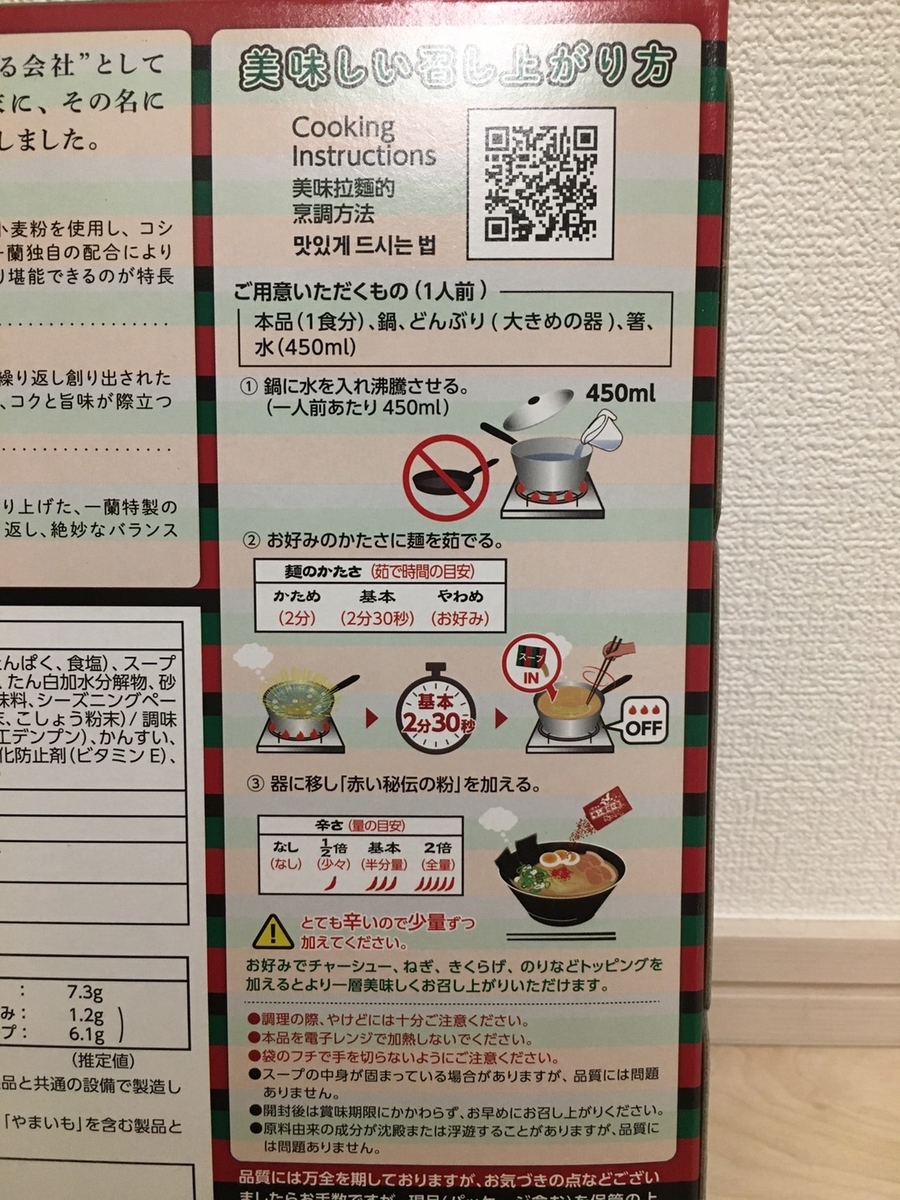 る会社”として
に、その名に
しました。
小麦粉を使用し、コシ
一蘭独自の配合により
堪能できるのが特長
繰り返し創り出された
、コクと旨味が際立つ
り上げた、一蘭特製の
返し、絶妙なバランス
んぱく、食塩)、スープ
たん白加水分解物、砂
味料、シーズニングペー
、こしょう粉末)/調味
工デンプン)、かんすい、
化防止剤(ビタミンE)、
: 7.3g
み: 1.2g
プ: 6.1g
(推定値)
品と共通の設備で製造し
「やまいも」を含む製品と
美味しい召し上がり方
Cooking
Instructions
美味拉麵的
烹調方法
맛있게 드시는 법
ご用意いただくもの(1人前)
本品(1食分)、鍋、どんぶり(大きめの器)、箸、
水(450ml)
① 鍋に水を入れ沸騰させる。
(一人前あたり450ml)
450ml
② お好みのかたさに麺を茹でる。
麺のかたさ(茹で時間の目安)
かため 基本 やわめ
(2分) (2分30秒) (お好み)
基本
2分30秒
スープ
IN
OFF
③ 器に移し「赤い秘伝の粉」を加える。
辛さ(量の目安)
なし 1/2倍 基本 2倍
(なし) (少々) (半分量) (全量)
とても辛いので少量ずつ
加えてください。
お好みでチャーシュー、ねぎ、きくらげ、のりなどトッピングを
加えるとより一層美味しくお召し上がりいただけます。
●調理の際、やけどには十分ご注意ください。
●本品を電子レンジで加熱しないでください。
●袋のフチで手を切らないようにご注意ください。
●スープの中身が固まっている場合がありますが、品質には問題
ありません。
●開封後は賞味期限にかかわらず、お早めにお召し上がりください。
●原料由来の成分が沈殿または浮遊することがありますが、品質に
は問題ありません。
品質には万全を期しておりますが、お気づきの点などござい
ましたらお手数ですが、現品(パッケージ含む)を保管の上